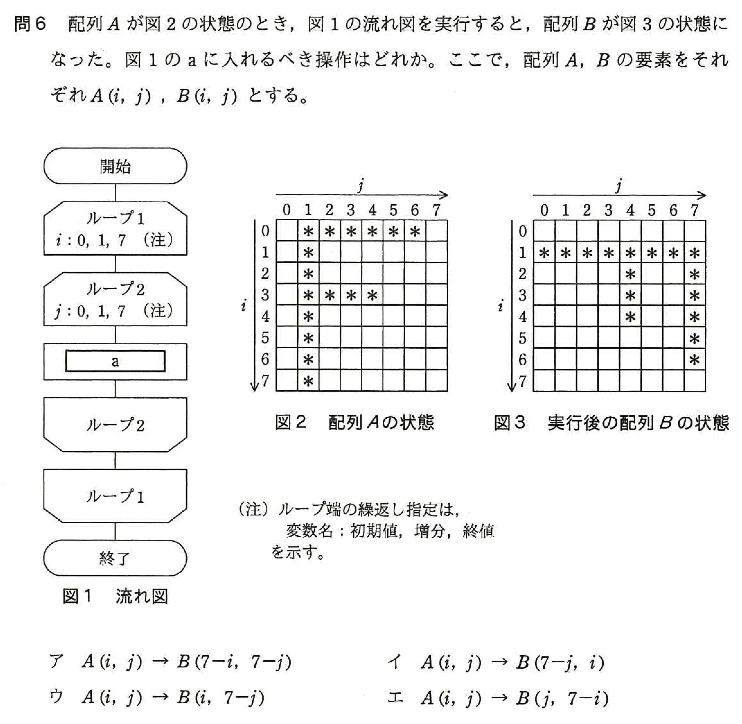 問6 配列Aが図2の状態のとき，図1の流れ図を実行すると，配列Bが図3の状態に
なった。図1のaに入れるべき操作はどれか。ここで，配列A，Bの要素をそれ
ぞれA(i, j)，B(i, j)とする。
開始
ループ1
i：0, 1, 7 （注）
ループ2
j：0, 1, 7 （注）
a
ループ2
ループ1
終了
図1 流れ図
j
0 1 2 3 4 5 6 7
i
0 * * * * * *
1 *
2 *
3 * * * *
4 *
5 *
6 *
7 *
図2 配列Aの状態
j
0 1 2 3 4 5 6 7
i
0
1 * * * * * * * *
2 * *
3 * *
4 * *
5 *
6 *
7
図3 実行後の配列Bの状態
（注）ループ端の繰返し指定は，
変数名：初期値，増分，終値
を示す。
ア A(i, j) → B(7−i, 7−j)
イ A(i, j) → B(7−j, i)
ウ A(i, j) → B(i, 7−j)
エ A(i, j) → B(j, 7−i)